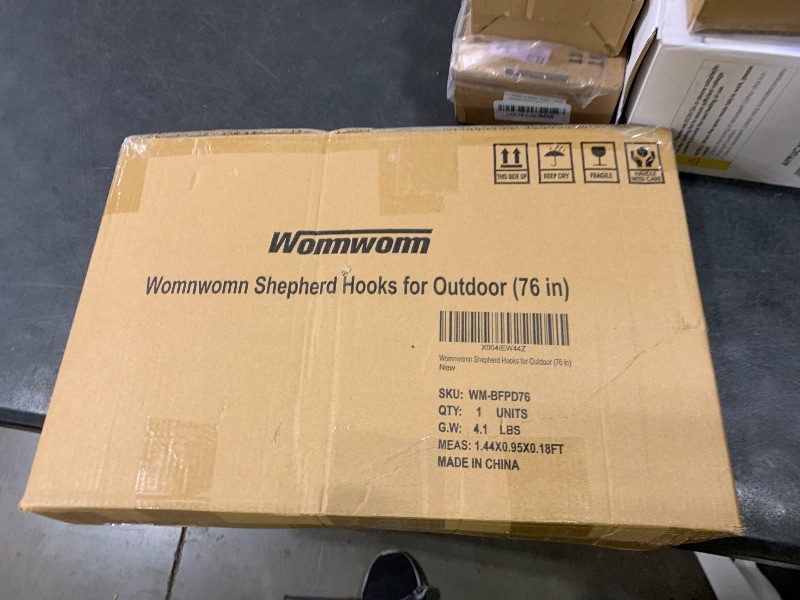 THIS SIDE UP
KEEP DRY
FRAGILE
HANDLE
WITH CARE
Womnwomn
Womnwomn Shepherd Hooks for Outdoor (76 in)
X004IEW44Z
Womnwomn Shepherd Hooks for Outdoor (76 in)
New
SKU: WM-BFPD76
QTY: 1 UNITS
G.W: 4.1 LBS
MEAS: 1.44X0.95X0.18FT
MADE IN CHINA